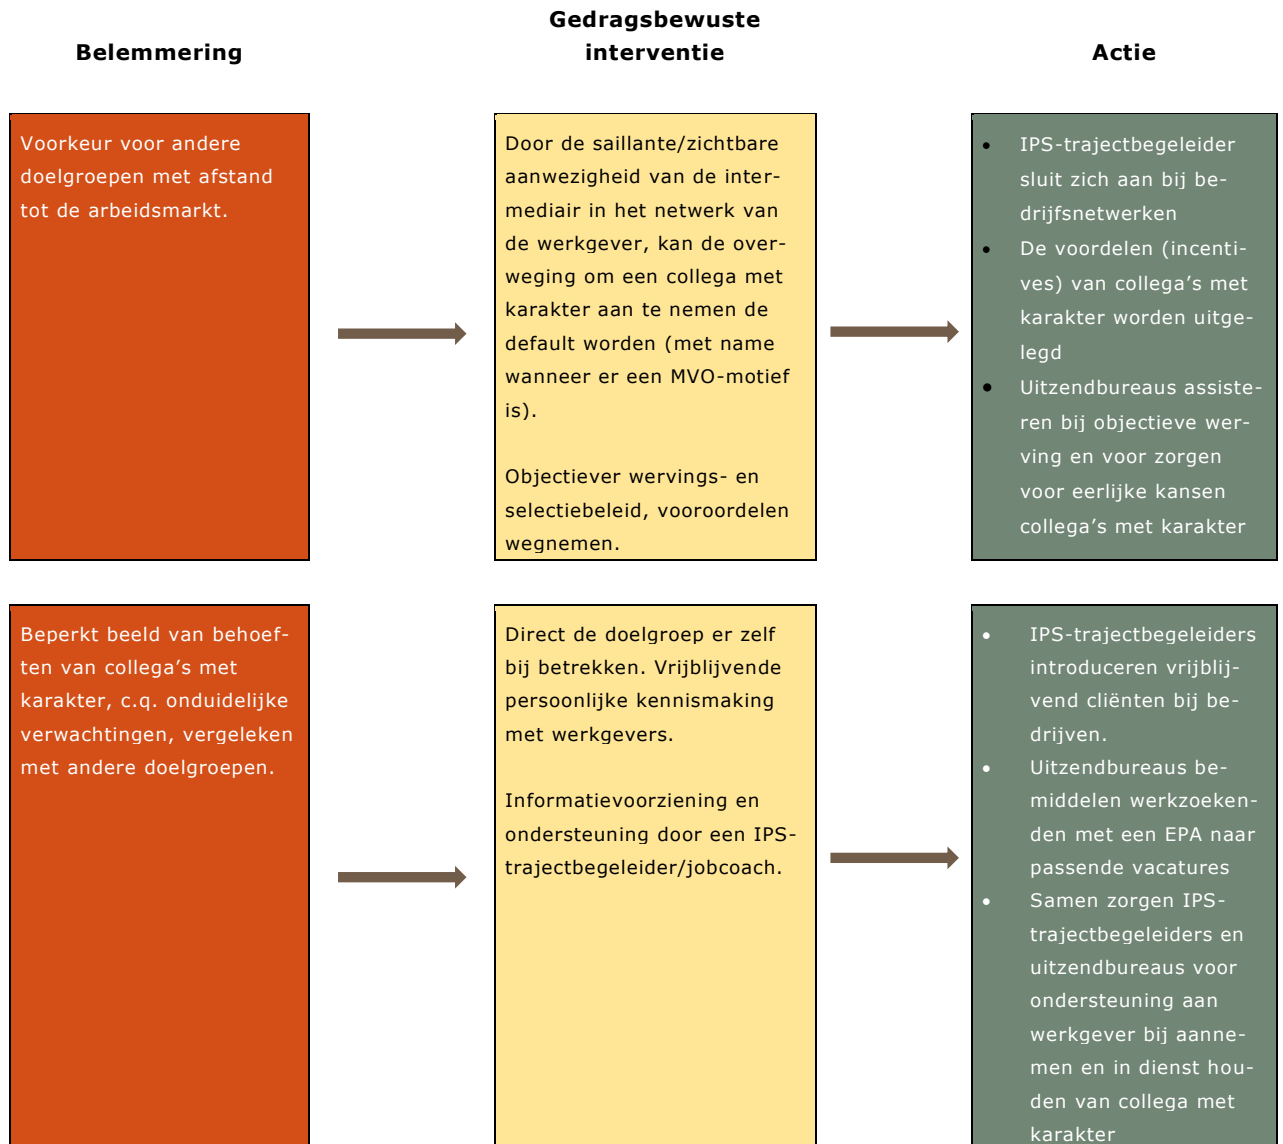 Belemmering
Gedragsbewuste
interventie
Actie
Voorkeur voor andere
doelgroepen met afstand
tot de arbeidsmarkt.
Door de saillante/zichtbare
aanwezigheid van de inter-
mediair in het netwerk van
de werkgever, kan de over-
weging om een collega met
karakter aan te nemen de
default worden (met name
wanneer er een MVO-motief
is).
Objectiever wervings- en
selectiebeleid, vooroordelen
wegnemen.
• IPS-trajectbegeleider
sluit zich aan bij be-
drijfsnetwerken
• De voordelen (incenti-
ves) van collega’s met
karakter worden uitge-
legd
• Uitzendbureaus assiste-
ren bij objectieve wer-
ving en voor zorgen
voor eerlijke kansen
collega’s met karakter
Beperkt beeld van behoef-
ten van collega’s met
karakter, c.q. onduidelijke
verwachtingen, vergeleken
met andere doelgroepen.
Direct de doelgroep er zelf
bij betrekken. Vrijblijvende
persoonlijke kennismaking
met werkgevers.
Informatievoorziening en
ondersteuning door een IPS-
trajectbegeleider/jobcoach.
• IPS-trajectbegeleiders
introduceren vrijblij-
vend cliënten bij be-
drijven.
• Uitzendbureaus be-
middelen werkzoeken-
den met een EPA naar
passende vacatures
• Samen zorgen IPS-
trajectbegeleiders en
uitzendbureaus voor
ondersteuning aan
werkgever bij aanne-
men en in dienst hou-
den van collega met
karakter